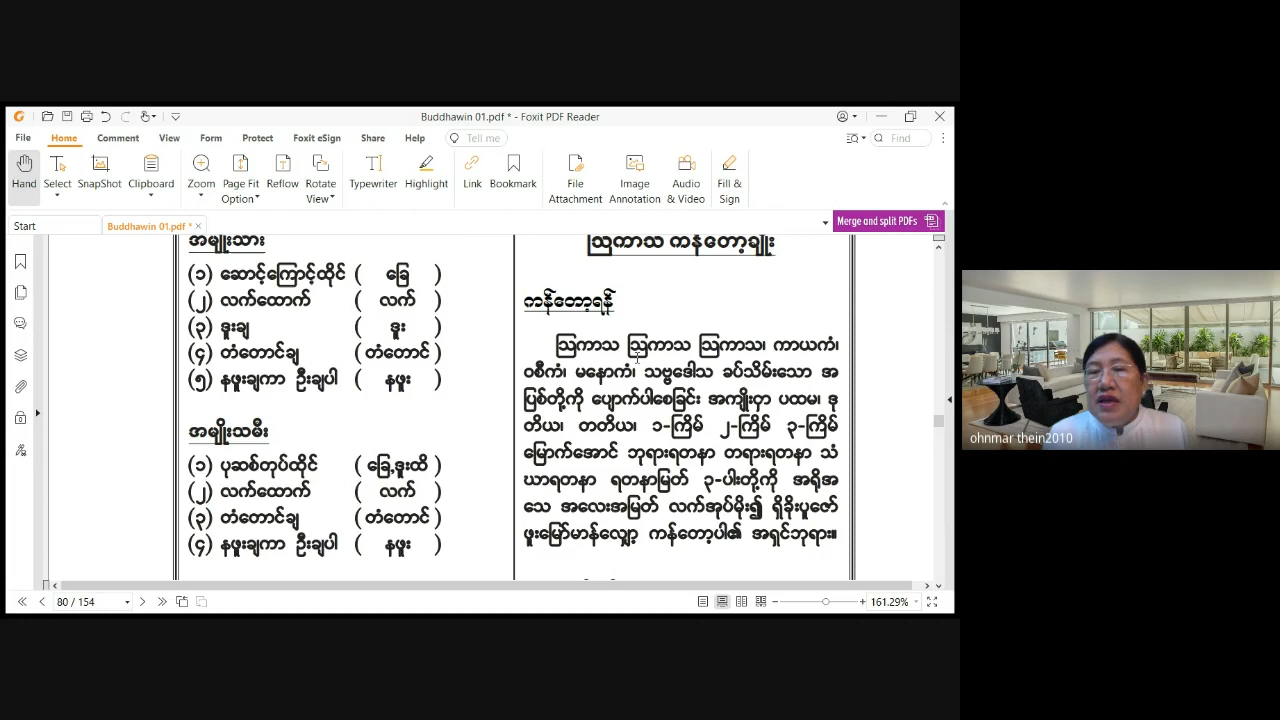 Buddhawin 01.pdf * - Foxit PDF Reader
File Home Comment View Form Protect Foxit eSign Share Help Tell me Find
Hand Select SnapShot Clipboard Zoom Page Fit Option Reflow Rotate View Typewriter Highlight Link Bookmark File Attachment Image Annotation Audio & Video Fill & Sign
Start Buddhawin 01.pdf * Merge and split PDFs
အမျိုးသား
(၁) ဆောင့်ကြောင့်ထိုင် ( ခြေ )
(၂) လက်ထောက် ( လက် )
(၃) ဒူးချ ( ဒူး )
(၄) တံတောင်ချ ( တံတောင် )
(၅) နဖူးချကာ ဦးချပါ ( နဖူး )
အမျိုးသမီး
(၁) ပုဆစ်တုပ်ထိုင် ( ခြေ,ဒူးထိ )
(၂) လက်ထောက် ( လက် )
(၃) တံတောင်ချ ( တံတောင် )
(၄) နဖူးချကာ ဦးချပါ ( နဖူး )
ဩကာသ ကန်တော့ချိုး
ကန်တော့ရန်
ဩကာသ ဩကာသ ဩကာသ၊ ကာယကံ၊
ဝစီကံ၊ မနောကံ၊ သဗ္ဗဒေါသ ခပ်သိမ်းသော အ
ပြစ်တို့ကို ပျောက်ပါစေခြင်း အကျိုးငှာ ပထမ၊ ဒု
တိယ၊ တတိယ၊ ၁-ကြိမ် ၂-ကြိမ် ၃-ကြိမ်
မြောက်အောင် ဘုရားရတနာ တရားရတနာ သံ
ဃာရတနာ ရတနာမြတ် ၃-ပါးတို့ကို အရိုအ
သေ အလေးအမြတ် လက်အုပ်မိုး၍ ရှိခိုးပူဇော်
ဖူးမြော်မာန်လျှော့ ကန်တော့ပါ၏ အရှင်ဘုရား။
80 / 154 161.29%
ohnmar thein2010